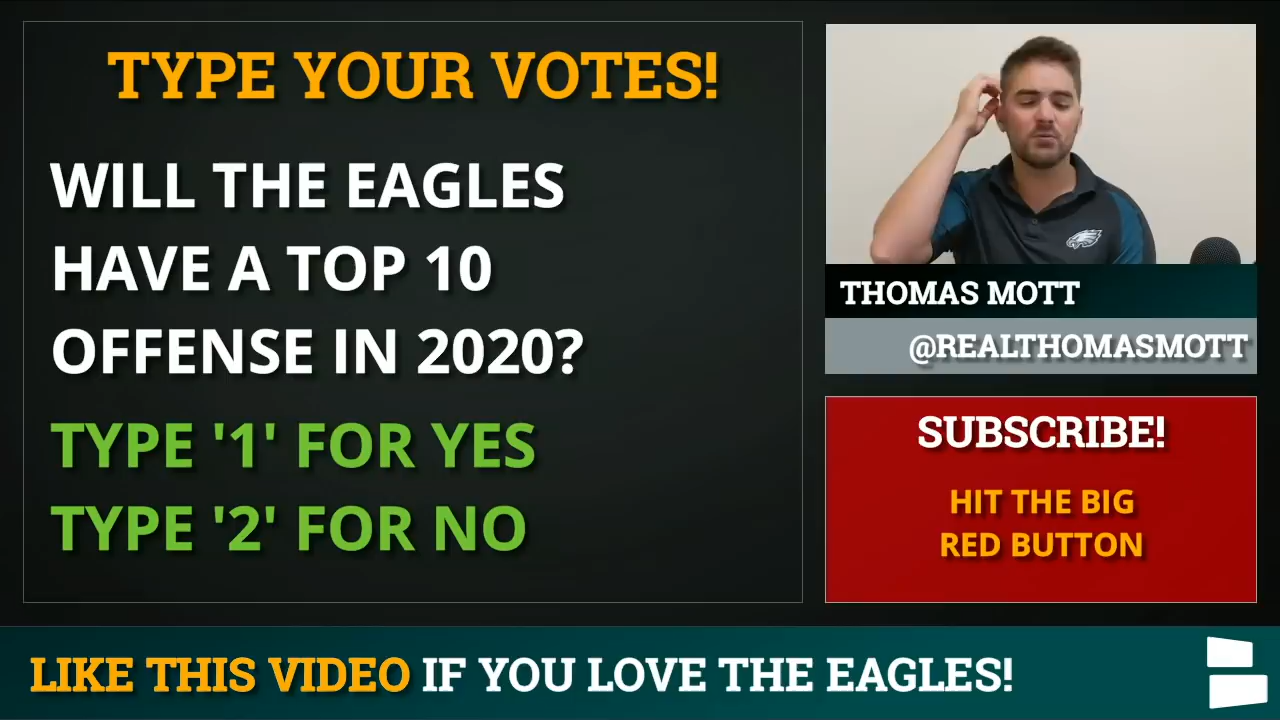 TYPE YOUR VOTES!
WILL THE EAGLES
HAVE A TOP 10
OFFENSE IN 2020?
TYPE '1' FOR YES
TYPE '2' FOR NO
THOMAS MOTT
@REALTHOMASMOTT
SUBSCRIBE!
HIT THE BIG
RED BUTTON
LIKE THIS VIDEO IF YOU LOVE THE EAGLES!